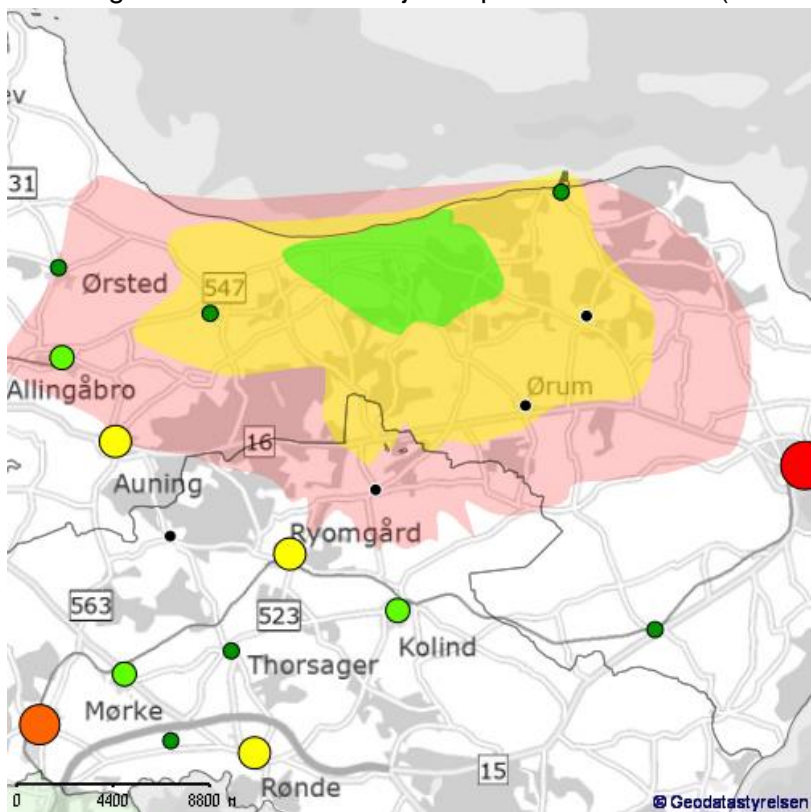 31
Ørsted
547
Allingåbro
Ørum
16
Auning
Ryomgård
563
523
Kolind
Thorsager
Mørke
Rønde
15
0 4400 8800 M
© Geodatastyrelsen